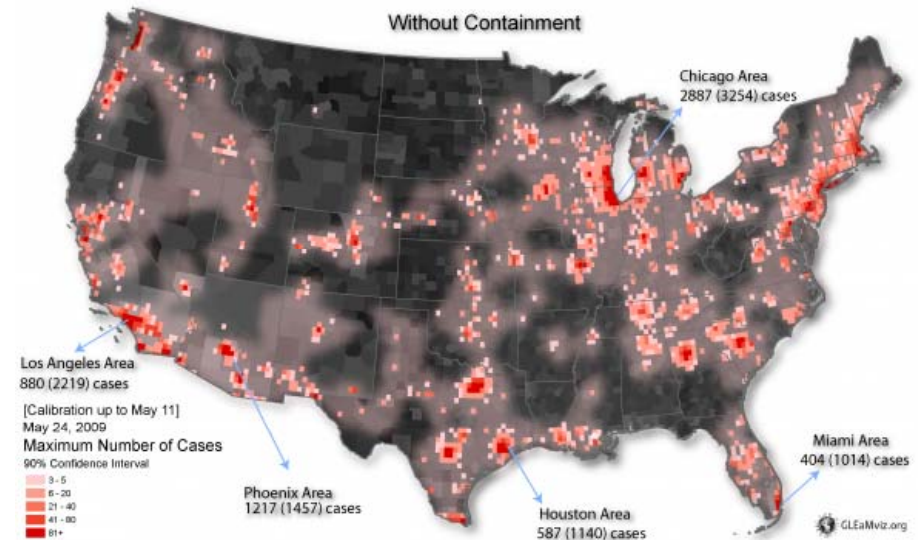 Without Containment
Chicago Area
2887 (3254) cases
Los Angeles Area
880 (2219) cases
[Calibration up to May 11]
May 24, 2009
Maximum Number of Cases
90% Confidence Interval
3 - 5
6 - 20
21 - 40
41 - 80
81+
Phoenix Area
1217 (1457) cases
Houston Area
587 (1140) cases
Miami Area
404 (1014) cases
GLEaMviz.org